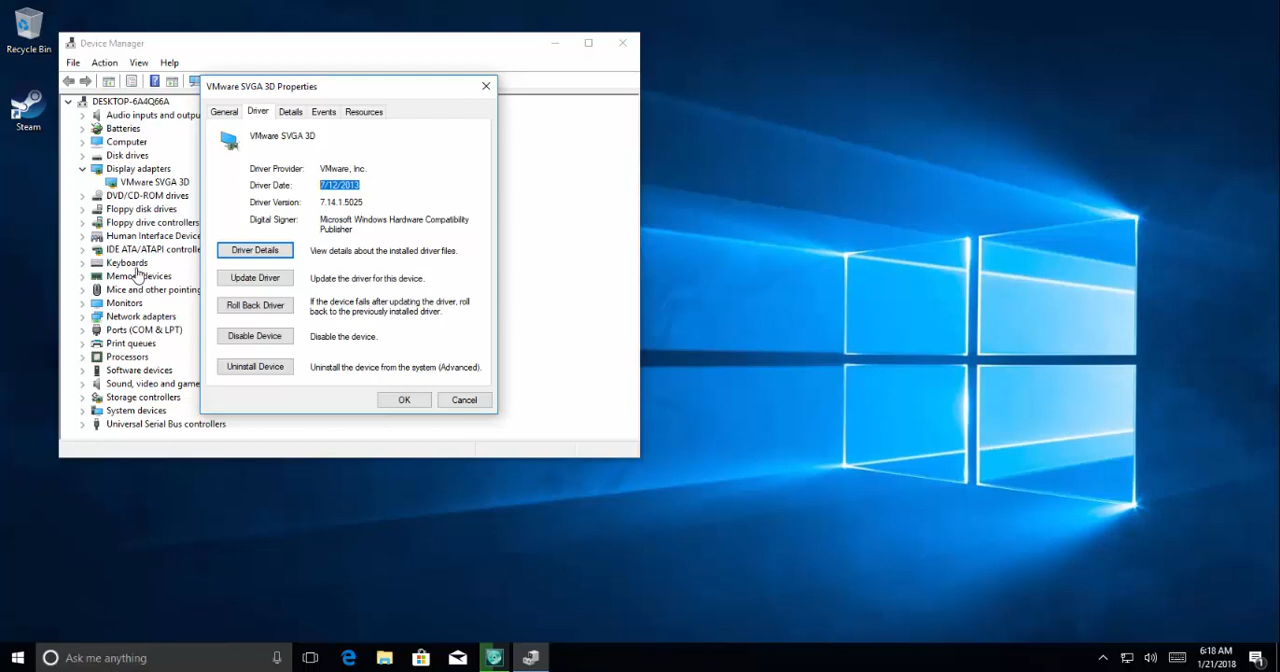 Recycle Bin
Steam
Device Manager
File Action View Help
DESKTOP-6A4Q66A
Audio inputs and outpu
Batteries
Computer
Disk drives
Display adapters
VMware SVGA 3D
DVD/CD-ROM drives
Floppy disk drives
Floppy drive controllers
Human Interface Device
IDE ATA/ATAPI controlle
Keyboards
Memory devices
Mice and other pointing
Monitors
Network adapters
Ports (COM & LPT)
Print queues
Processors
Software devices
Sound, video and game
Storage controllers
System devices
Universal Serial Bus controllers
VMware SVGA 3D Properties
General Driver Details Events Resources
VMware SVGA 3D
Driver Provider: VMware, Inc.
Driver Date: 7/12/2013
Driver Version: 7.14.1.5025
Digital Signer: Microsoft Windows Hardware Compatibility
Publisher
Driver Details View details about the installed driver files.
Update Driver Update the driver for this device.
Roll Back Driver If the device fails after updating the driver, roll
back to the previously installed driver.
Disable Device Disable the device.
Uninstall Device Uninstall the device from the system (Advanced).
OK Cancel
Ask me anything
6:18 AM
1/21/2018
1